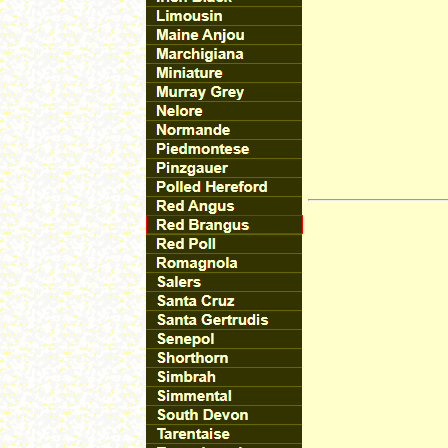 Limousin
Maine Anjou
Marchigiana
Miniature
Murray Grey
Nelore
Normande
Piedmontese
Pinzgauer
Polled Hereford
Red Angus
Red Brangus
Red Poll
Romagnola
Salers
Santa Cruz
Santa Gertrudis
Senepol
Shorthorn
Simbrah
Simmental
South Devon
Tarentaise